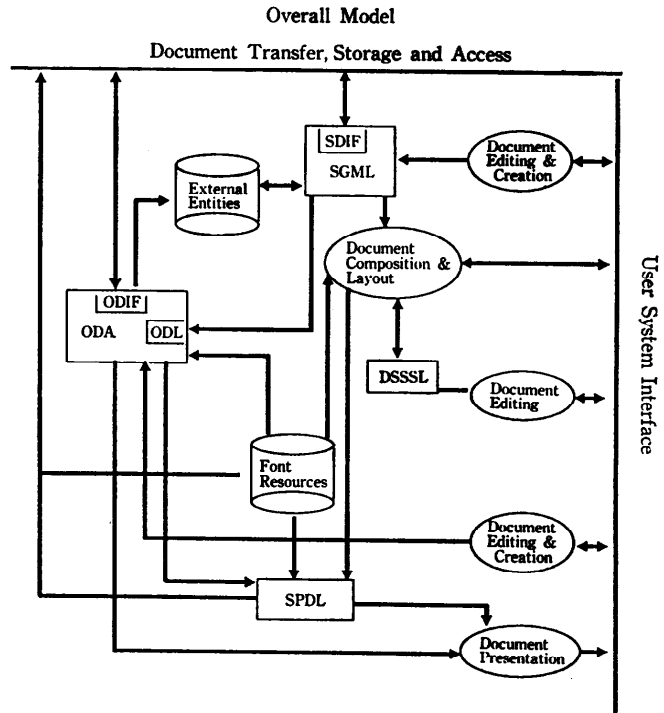 Overall Model
Document Transfer, Storage and Access
SDIF
SGML
Document
Editing &
Creation
External
Entities
Document
Composition &
Layout
ODIF
ODA
ODL
DSSSL
Document
Editing
User System Interface
Font
Resources
Document
Editing &
Creation
SPDL
Document
Presentation